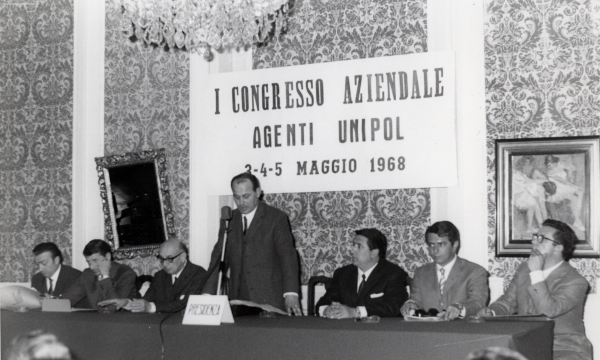 I CONGRESSO AZIENDALE
AGENTI UNIPOL
3-4-5 MAGGIO 1968
PRESIDENZA